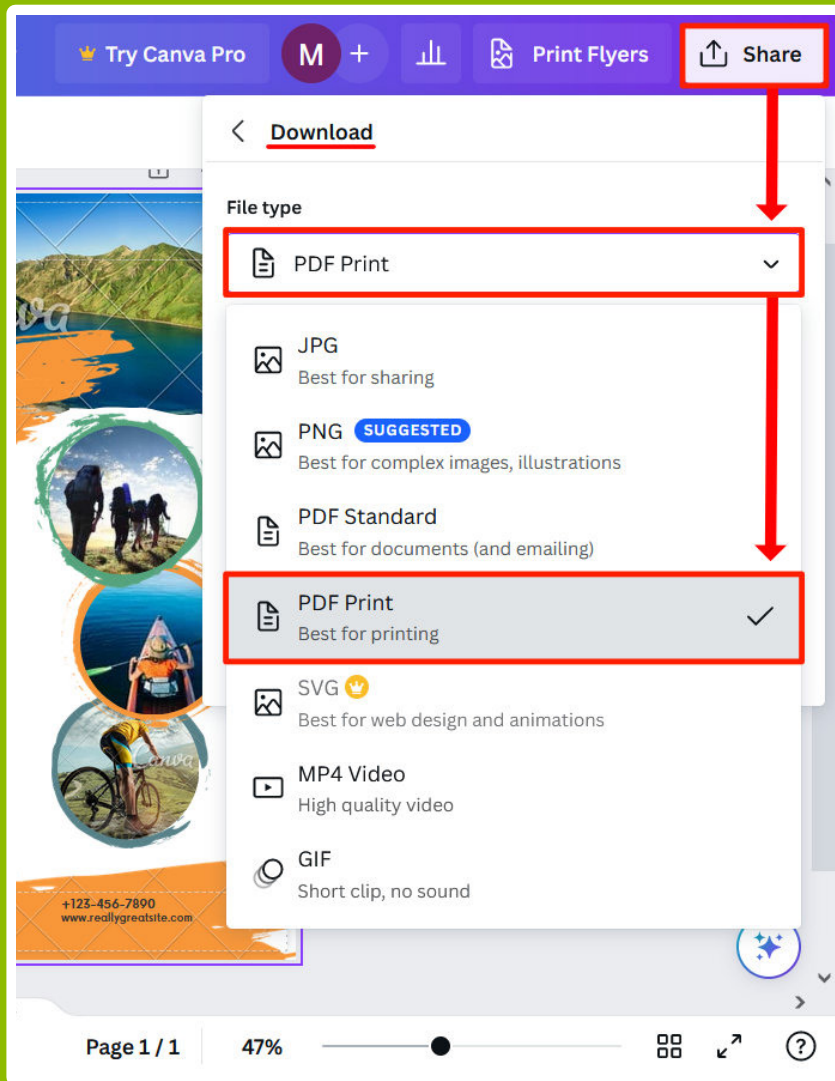 Try Canva Pro
M
+
Print Flyers
Share
Download
File type
PDF Print
JPG
Best for sharing
PNG SUGGESTED
Best for complex images, illustrations
PDF Standard
Best for documents (and emailing)
PDF Print
Best for printing
SVG
Best for web design and animations
MP4 Video
High quality video
GIF
Short clip, no sound
Canva
+123-456-7890
www.reallygreatsite.com
Page 1 / 1
47%
?